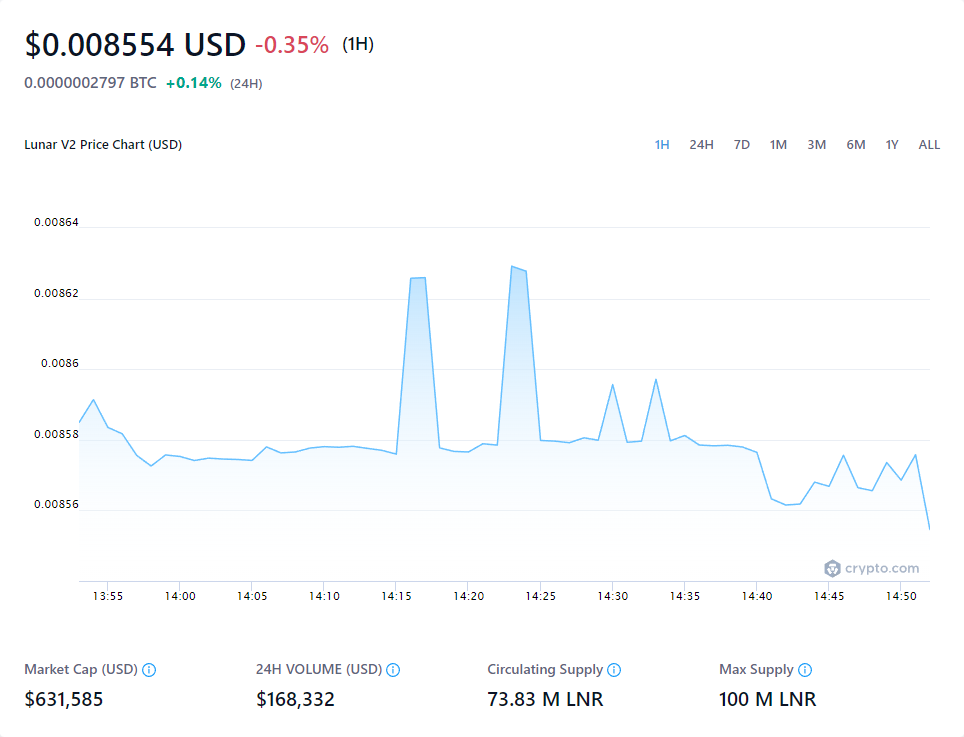 $0.008554 USD -0.35% (1H)
0.0000002797 BTC +0.14% (24H)
Lunar V2 Price Chart (USD) 1H 24H 7D 1M 3M 6M 1Y ALL
0.00864
0.00862
0.0086
0.00858
0.00856
crypto.com
13:55 14:00 14:05 14:10 14:15 14:20 14:25 14:30 14:35 14:40 14:45 14:50
Market Cap (USD) 24H VOLUME (USD) Circulating Supply Max Supply
$631,585 $168,332 73.83 M LNR 100 M LNR